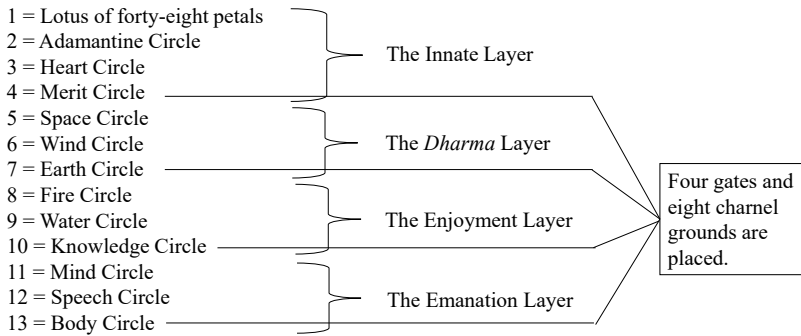 1 = Lotus of forty-eight petals
2 = Adamantine Circle
3 = Heart Circle
4 = Merit Circle
5 = Space Circle
6 = Wind Circle
7 = Earth Circle
8 = Fire Circle
9 = Water Circle
10 = Knowledge Circle
11 = Mind Circle
12 = Speech Circle
13 = Body Circle
The Innate Layer
The Dharma Layer
The Enjoyment Layer
The Emanation Layer
Four gates and
eight charnel
grounds are
placed.